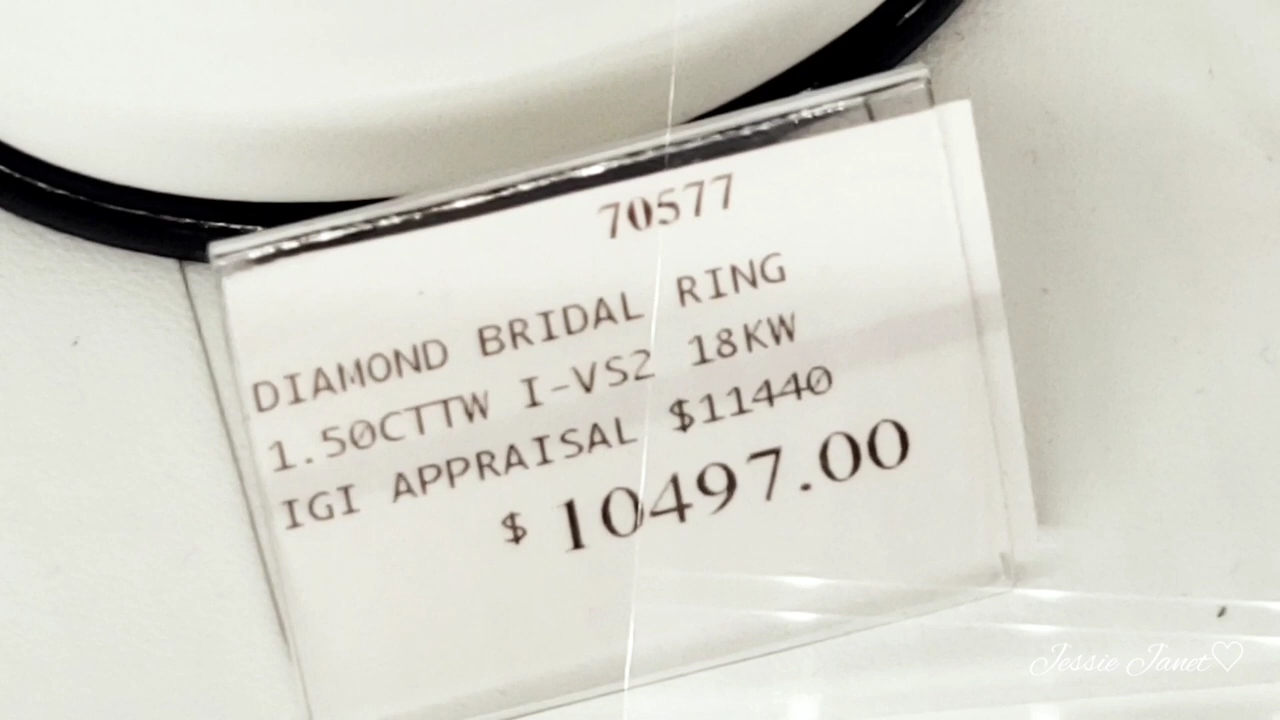 70577
DIAMOND BRIDAL RING
1.50CTTW I-VS2 18KW
IGI APPRAISAL $11440
$10497.00
Jessie Janet♡